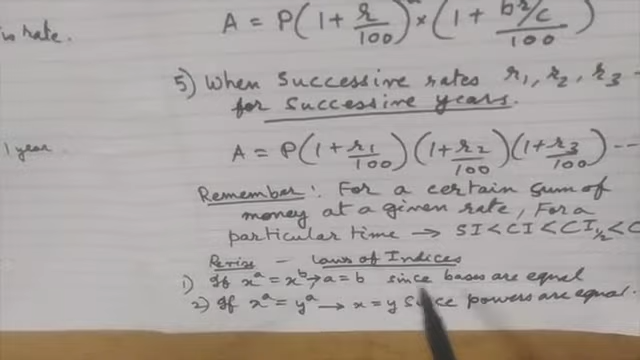 A = P(1 + r/100)ⁿ × (1 + (b r/c)/100)
is rate.
5) When Successive rates r₁, r₂, r₃
for Successive years.
1 year
A = P(1 + r₁/100)(1 + r₂/100)(1 + r₃/100) ---
Remember: For a certain sum of
money at a given rate, For a
particular time → SI < CI < CI ½ < C
Revise – Laws of Indices
1) If xᵃ = xᵇ → a = b since bases are equal
2) If xᵃ = yᵃ → x = y since powers are equal.